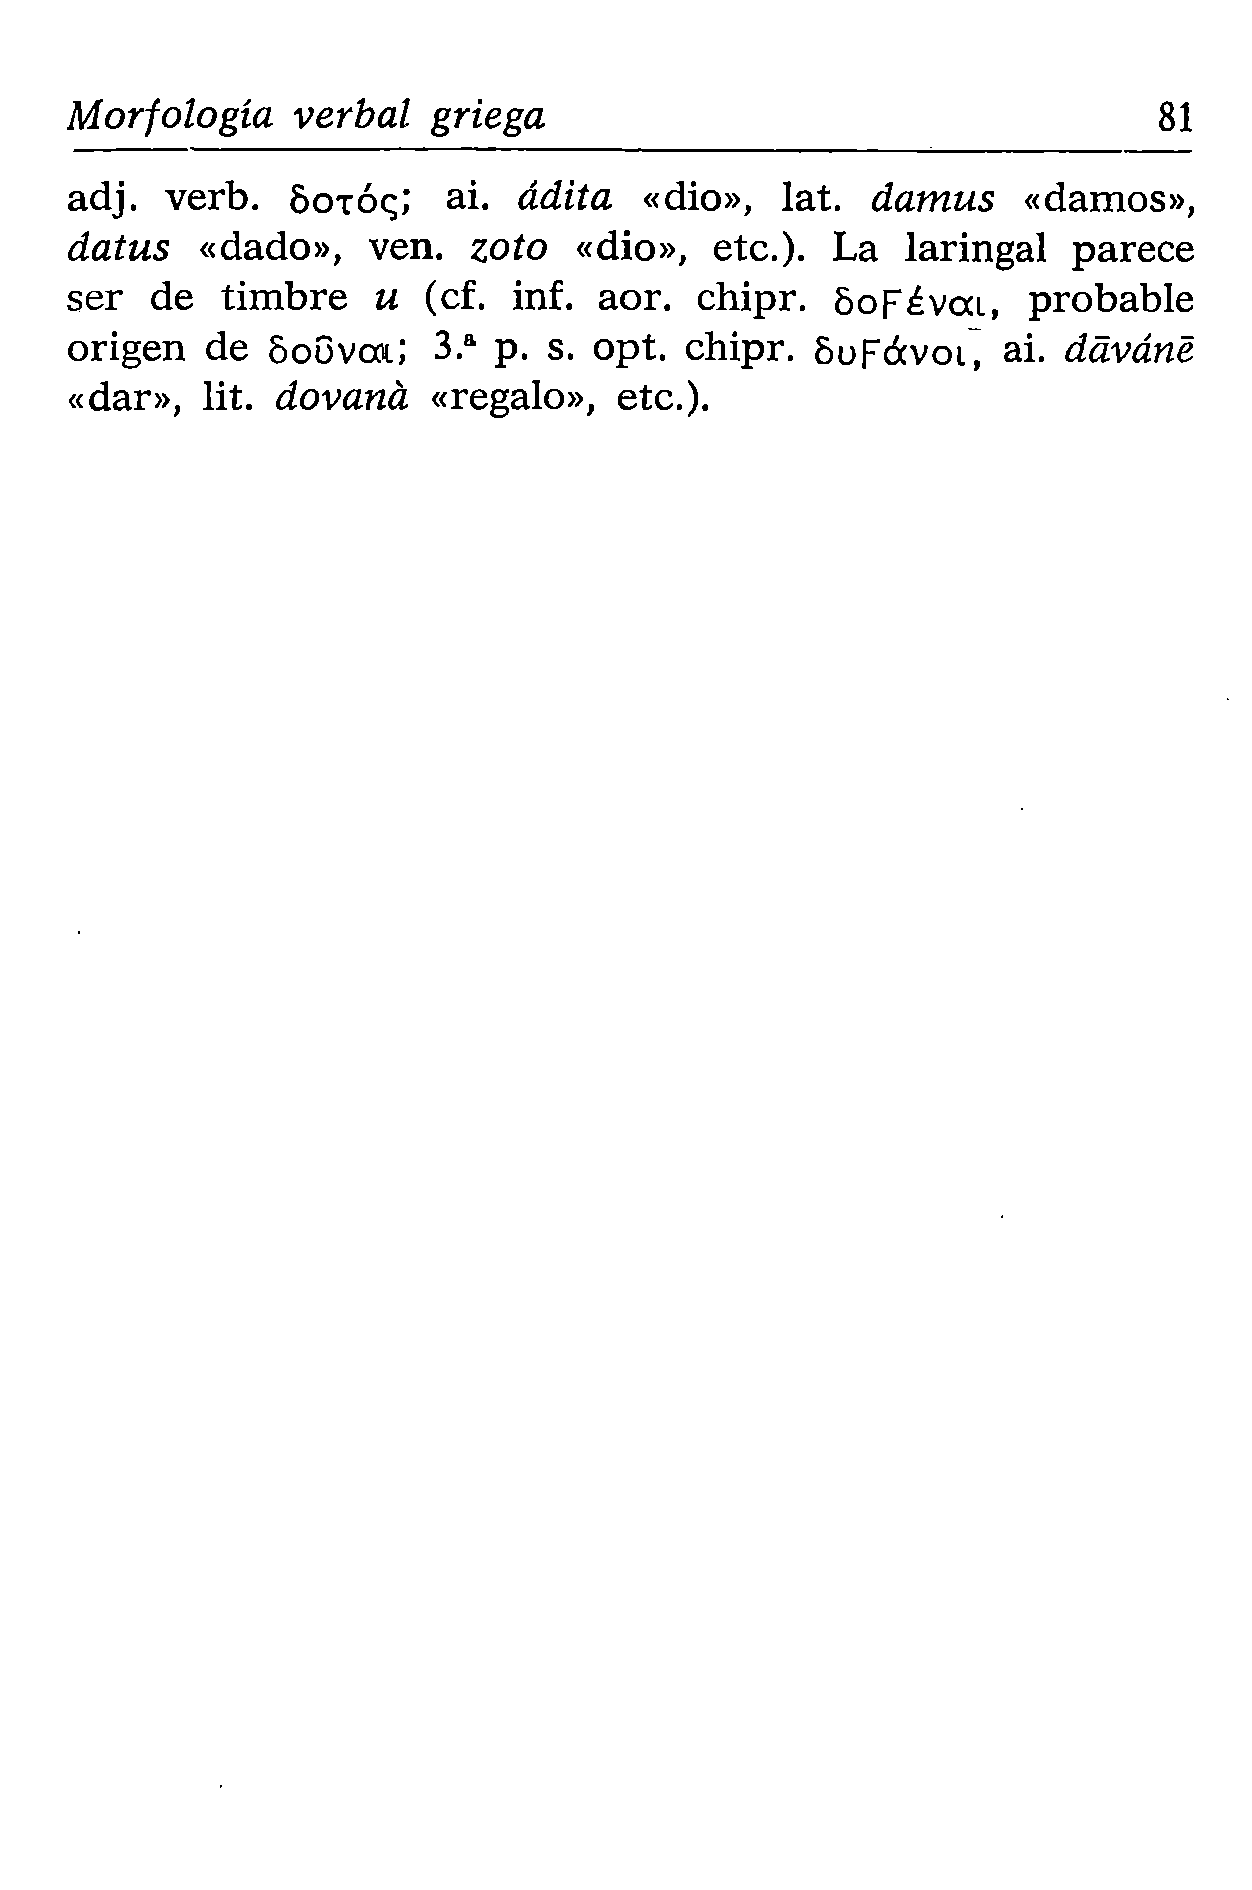 Morfología verbal griega 81
adj. verb. δοτός; ai. ádita «dio», lat. damus «damos»,
datus «dado», ven. zoto «dio», etc.). La laringal parece
ser de timbre u (cf. inf. aor. chipr. δοϜέναι, probable
origen de δοῦναι; 3.ª p. s. opt. chipr. δυϜάνοι, ai. dāvánē
«dar», lit. dovanà «regalo», etc.).